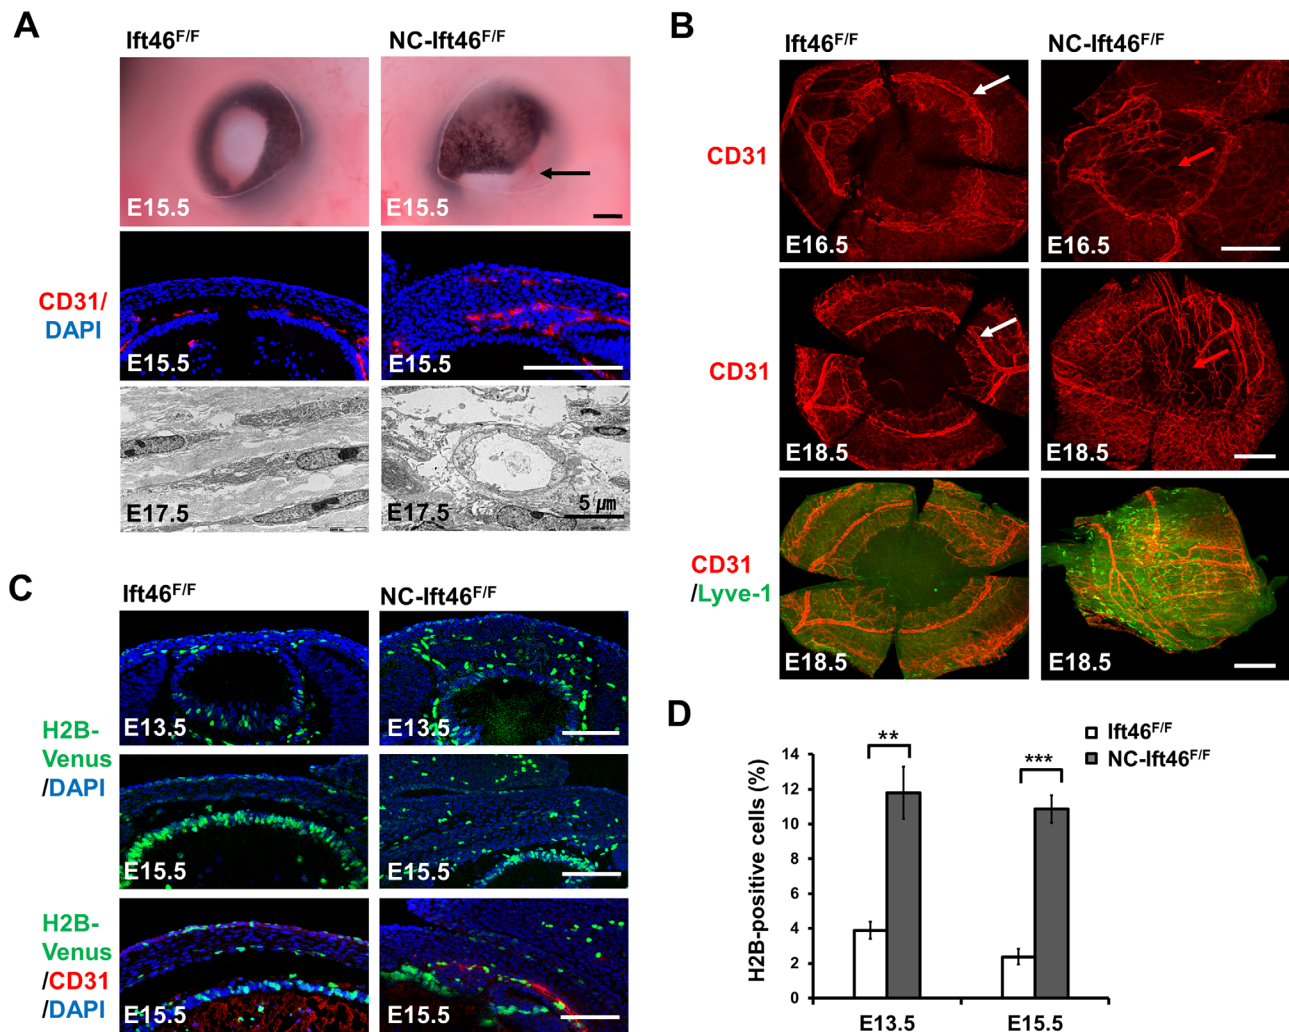 A
Ift46F/F
NC-Ift46F/F
E15.5
E15.5
CD31/
DAPI
E15.5
E15.5
E17.5
E17.5
5 ㎛
B
Ift46F/F
NC-Ift46F/F
CD31
E16.5
E16.5
CD31
E18.5
E18.5
CD31
/Lyve-1
E18.5
E18.5
C
Ift46F/F
NC-Ift46F/F
H2B-
Venus
/DAPI
E13.5
E13.5
E15.5
E15.5
H2B-
Venus
/CD31
/DAPI
E15.5
E15.5
D
Ift46F/F
NC-Ift46F/F
H2B-positive cells (%)
14
12
10
8
6
4
2
0
**
***
E13.5
E15.5